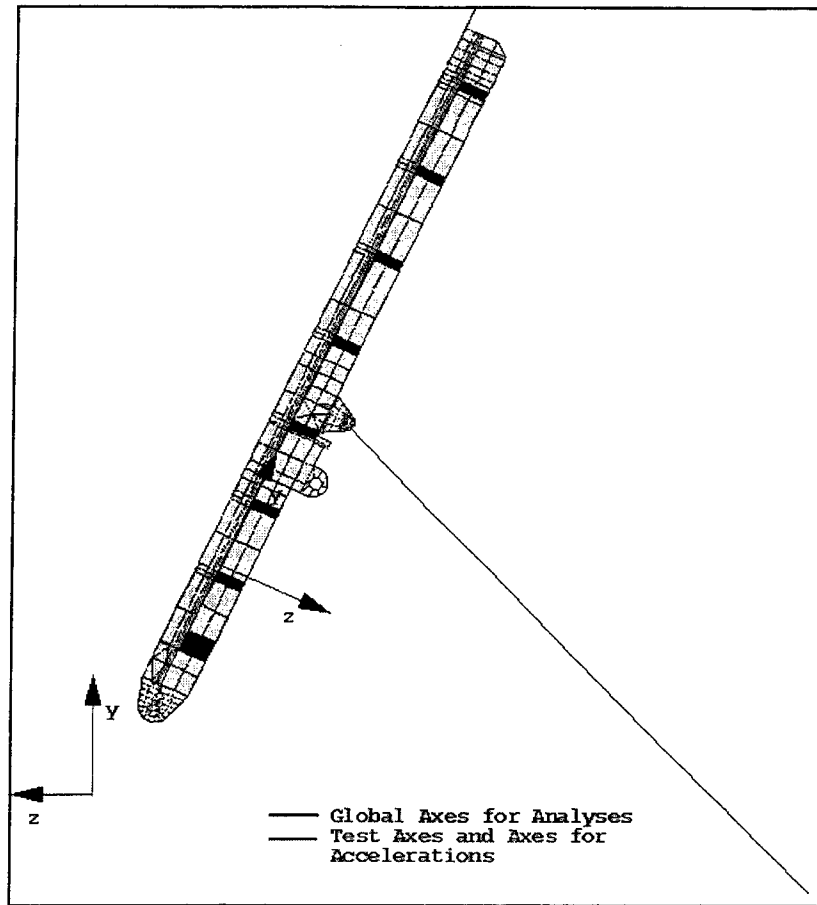 z
y
z
Global Axes for Analyses
Test Axes and Axes for
Accelerations